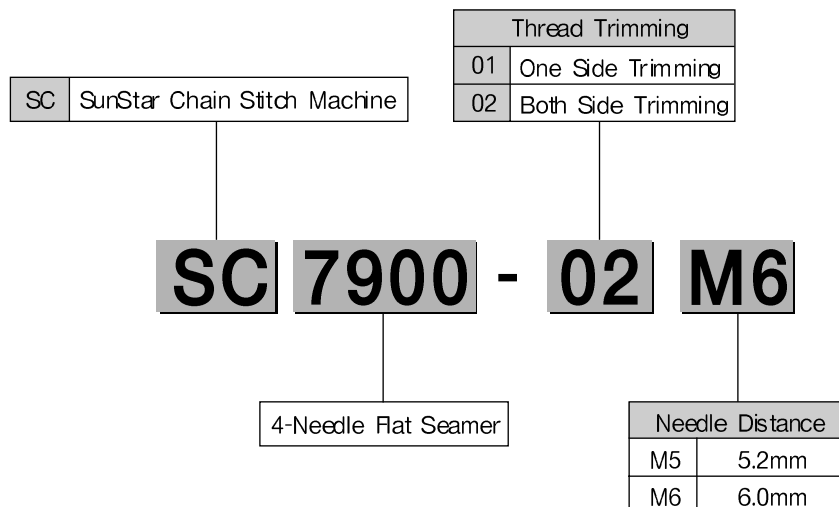 Thread Trimming
01 One Side Trimming
02 Both Side Trimming
SC SunStar Chain Stitch Machine
SC 7900 - 02 M6
4-Needle Flat Seamer
Needle Distance
M5 5.2mm
M6 6.0mm